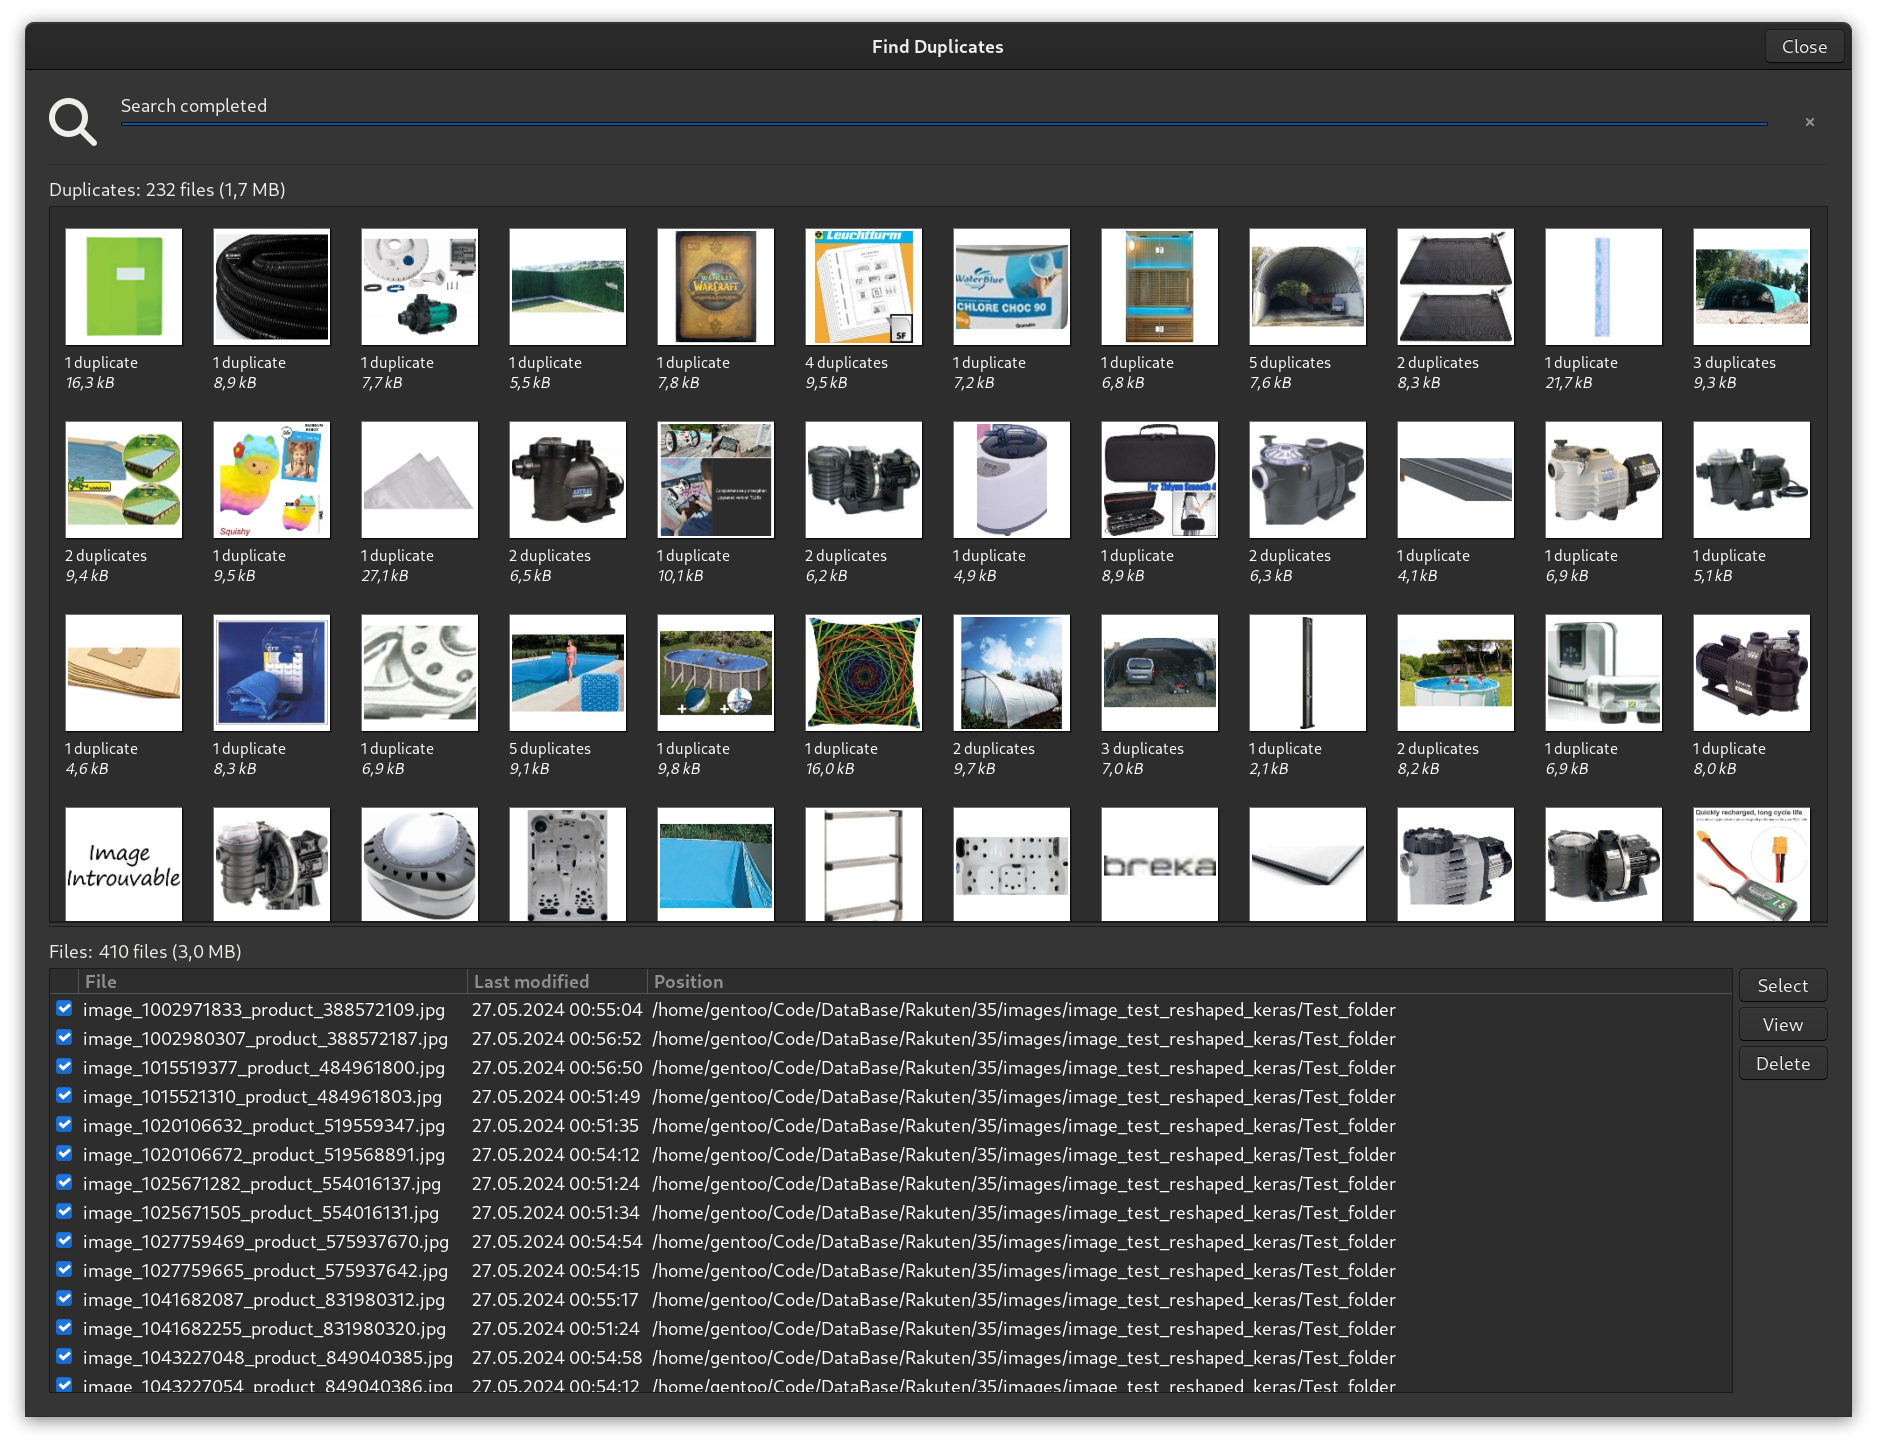 Find Duplicates
Close
Search completed
Duplicates: 232 files (1,7 MB)
Leuchtturm
SF
WORLD
WARCRAFT
WaterBlue
CHLORE CHOC 90
Granulés
1 duplicate 1 duplicate 1 duplicate 1 duplicate 1 duplicate 4 duplicates 1 duplicate 1 duplicate 5 duplicates 2 duplicates 1 duplicate 3 duplicates
16,3 kB 8,9 kB 7,7 kB 5,5 kB 7,8 kB 9,5 kB 7,2 kB 6,8 kB 7,6 kB 8,3 kB 21,7 kB 9,3 kB
Squishy
ASTRAL
For Zhiyun Smooth 4
2 duplicates 1 duplicate 1 duplicate 2 duplicates 1 duplicate 2 duplicates 1 duplicate 1 duplicate 2 duplicates 1 duplicate 1 duplicate 1 duplicate
9,4 kB 9,5 kB 27,1 kB 6,5 kB 10,1 kB 6,2 kB 4,9 kB 8,9 kB 6,3 kB 4,1 kB 6,9 kB 5,1 kB
1 duplicate 1 duplicate 1 duplicate 5 duplicates 1 duplicate 1 duplicate 2 duplicates 3 duplicates 1 duplicate 2 duplicates 1 duplicate 1 duplicate
4,6 kB 8,3 kB 6,9 kB 9,1 kB 9,8 kB 16,0 kB 9,7 kB 7,0 kB 2,1 kB 8,2 kB 6,9 kB 8,0 kB
Image
Introuvable
breka
Quickly recharged, long cycle life
Files: 410 files (3,0 MB)
File Last modified Position
Select
View
Delete
image_1002971833_product_388572109.jpg 27.05.2024 00:55:04 /home/gentoo/Code/DataBase/Rakuten/35/images/image_test_reshaped_keras/Test_folder
image_1002980307_product_388572187.jpg 27.05.2024 00:56:52 /home/gentoo/Code/DataBase/Rakuten/35/images/image_test_reshaped_keras/Test_folder
image_1015519377_product_484961800.jpg 27.05.2024 00:56:50 /home/gentoo/Code/DataBase/Rakuten/35/images/image_test_reshaped_keras/Test_folder
image_1015521310_product_484961803.jpg 27.05.2024 00:51:49 /home/gentoo/Code/DataBase/Rakuten/35/images/image_test_reshaped_keras/Test_folder
image_1020106632_product_519559347.jpg 27.05.2024 00:51:35 /home/gentoo/Code/DataBase/Rakuten/35/images/image_test_reshaped_keras/Test_folder
image_1020106672_product_519568891.jpg 27.05.2024 00:54:12 /home/gentoo/Code/DataBase/Rakuten/35/images/image_test_reshaped_keras/Test_folder
image_1025671282_product_554016137.jpg 27.05.2024 00:51:24 /home/gentoo/Code/DataBase/Rakuten/35/images/image_test_reshaped_keras/Test_folder
image_1025671505_product_554016131.jpg 27.05.2024 00:51:34 /home/gentoo/Code/DataBase/Rakuten/35/images/image_test_reshaped_keras/Test_folder
image_1027759469_product_575937670.jpg 27.05.2024 00:54:54 /home/gentoo/Code/DataBase/Rakuten/35/images/image_test_reshaped_keras/Test_folder
image_1027759665_product_575937642.jpg 27.05.2024 00:54:15 /home/gentoo/Code/DataBase/Rakuten/35/images/image_test_reshaped_keras/Test_folder
image_1041682087_product_831980312.jpg 27.05.2024 00:55:17 /home/gentoo/Code/DataBase/Rakuten/35/images/image_test_reshaped_keras/Test_folder
image_1041682255_product_831980320.jpg 27.05.2024 00:51:24 /home/gentoo/Code/DataBase/Rakuten/35/images/image_test_reshaped_keras/Test_folder
image_1043227048_product_849040385.jpg 27.05.2024 00:54:58 /home/gentoo/Code/DataBase/Rakuten/35/images/image_test_reshaped_keras/Test_folder
image_1043227054_product_849040386.jpg 27.05.2024 00:54:12 /home/gentoo/Code/DataBase/Rakuten/35/images/image_test_reshaped_keras/Test_folder